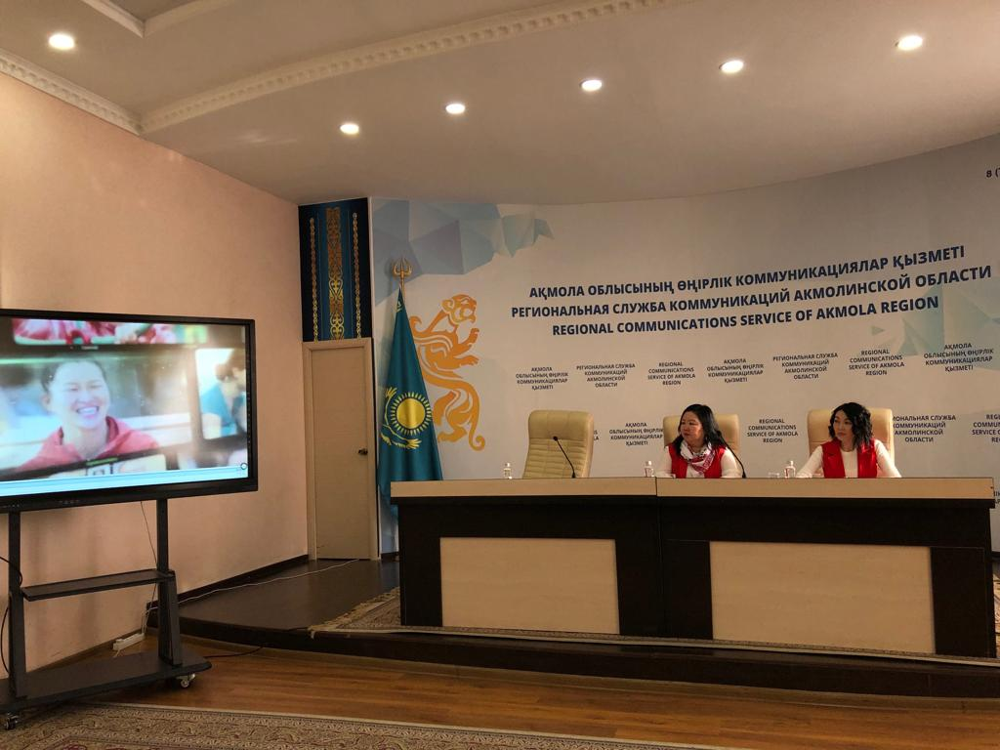 8 (7
АҚМОЛА ОБЛЫСЫНЫҢ ӨҢІРЛІК КОММУНИКАЦИЯЛАР ҚЫЗМЕТІ
РЕГИОНАЛЬНАЯ СЛУЖБА КОММУНИКАЦИЙ АКМОЛИНСКОЙ ОБЛАСТИ
REGIONAL COMMUNICATIONS SERVICE OF AKMOLA REGION
АҚМОЛА
ОБЛЫСЫНЫҢ ӨҢІРЛІК
КОММУНИКАЦИЯЛАР
ҚЫЗМЕТІ
РЕГИОНАЛЬНАЯ СЛУЖБА
КОММУНИКАЦИЙ
АКМОЛИНСКОЙ
ОБЛАСТИ
REGIONAL
COMMUNICATIONS
SERVICE OF AKMOLA
REGION
АҚМОЛА
ОБЛЫСЫНЫҢ ӨҢІРЛІК
КОММУНИКАЦИЯЛАР
ҚЫЗМЕТІ
РЕГИОНАЛЬНАЯ СЛУЖБА
КОММУНИКАЦИЙ
АКМОЛИНСКОЙ
ОБЛАСТИ
REGIONAL
COMMUNICATIONS
SERVICE OF AKMOLA
REGION
АҚМОЛА
ОБЛЫСЫНЫҢ ӨҢІРЛІК
КОММУНИКАЦИЯЛАР
ҚЫЗМЕТІ
АҚМОЛА
ОБЛЫСЫНЫҢ ӨҢІРЛІК
КОММУНИКАЦИЯЛАР
ҚЫЗМЕТІ
REGIONAL
COMMUNICATIONS
SERVICE OF AKMOLA
REGION
РЕГИОНАЛЬНАЯ СЛУЖБА
КОММУНИКАЦИЙ
АКМОЛИНСКОЙ
ОБЛАСТИ